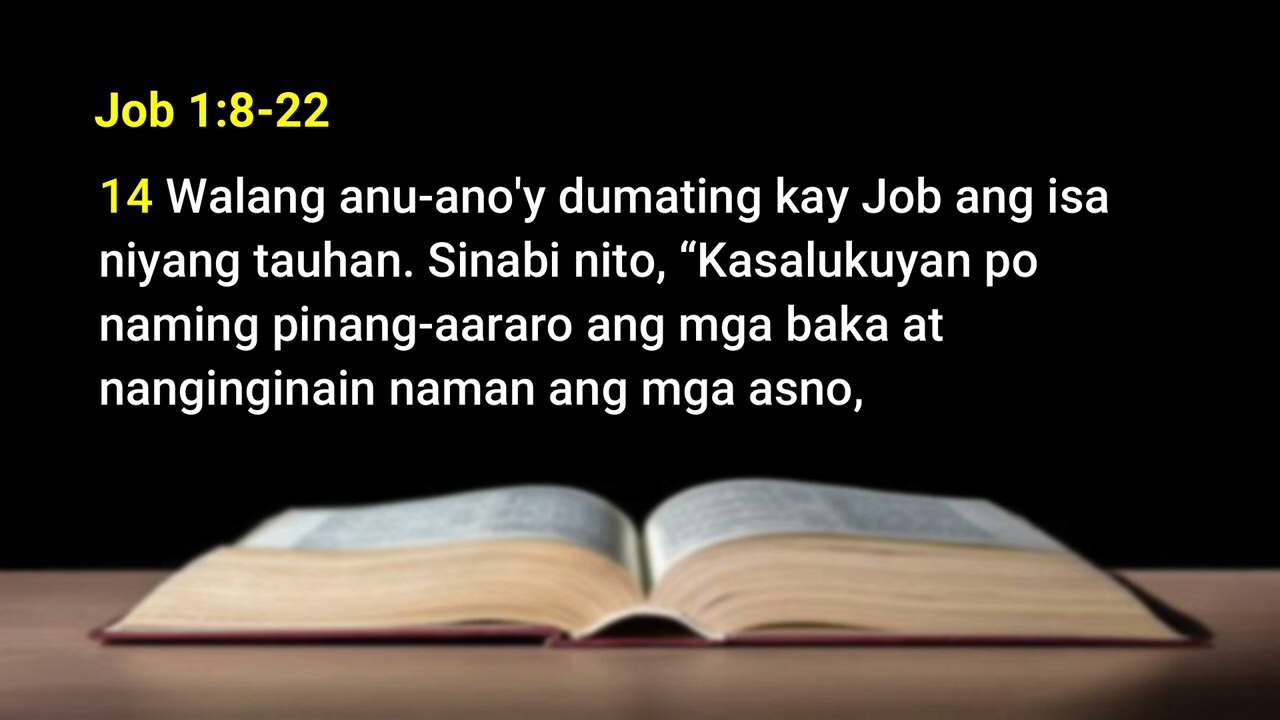 Job 1:8-22
14 Walang anu-ano'y dumating kay Job ang isa
niyang tauhan. Sinabi nito, “Kasalukuyan po
naming pinang-aararo ang mga baka at
nanginginain naman ang mga asno,